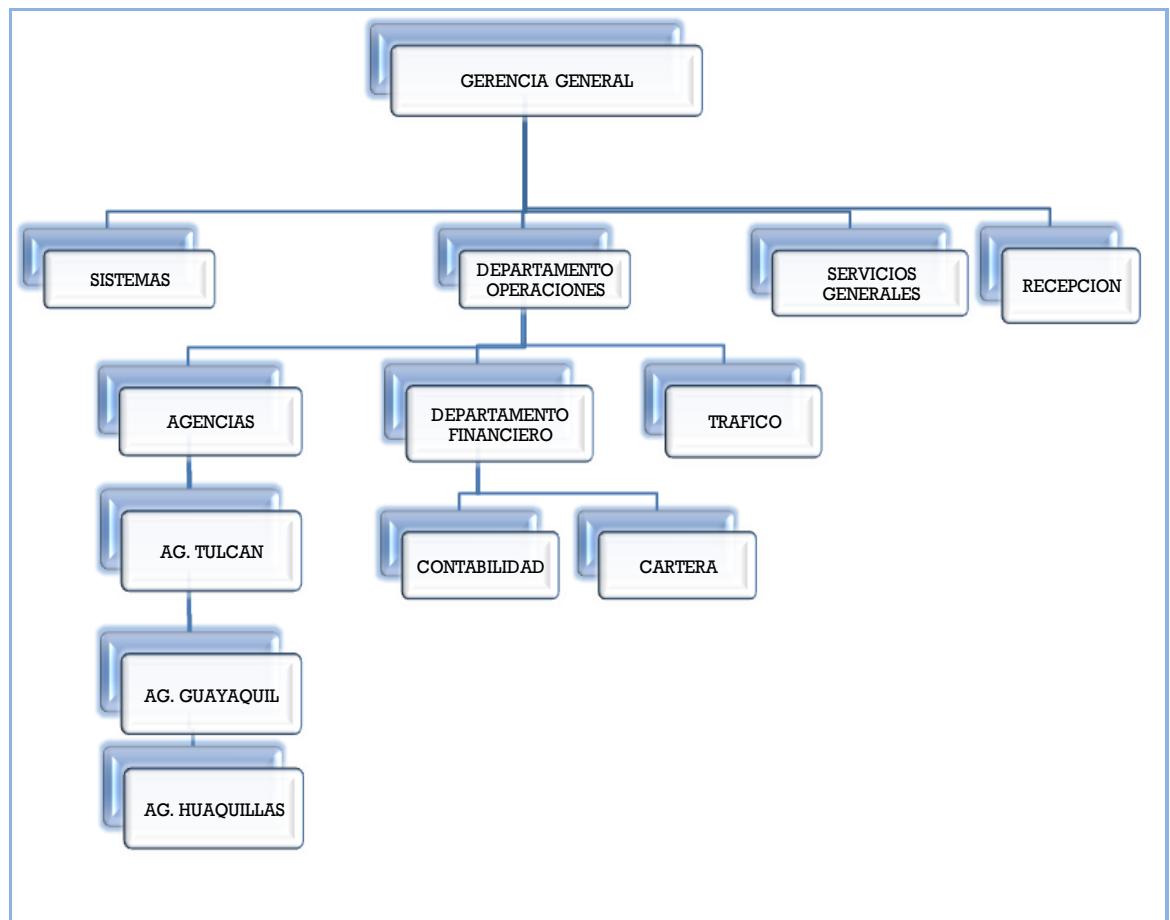 GERENCIA GENERAL
SISTEMAS
DEPARTAMENTO
OPERACIONES
SERVICIOS
GENERALES
RECEPCION
AGENCIAS
DEPARTAMENTO
FINANCIERO
TRAFICO
AG. TULCAN
CONTABILIDAD
CARTERA
AG. GUAYAQUIL
AG. HUAQUILLAS